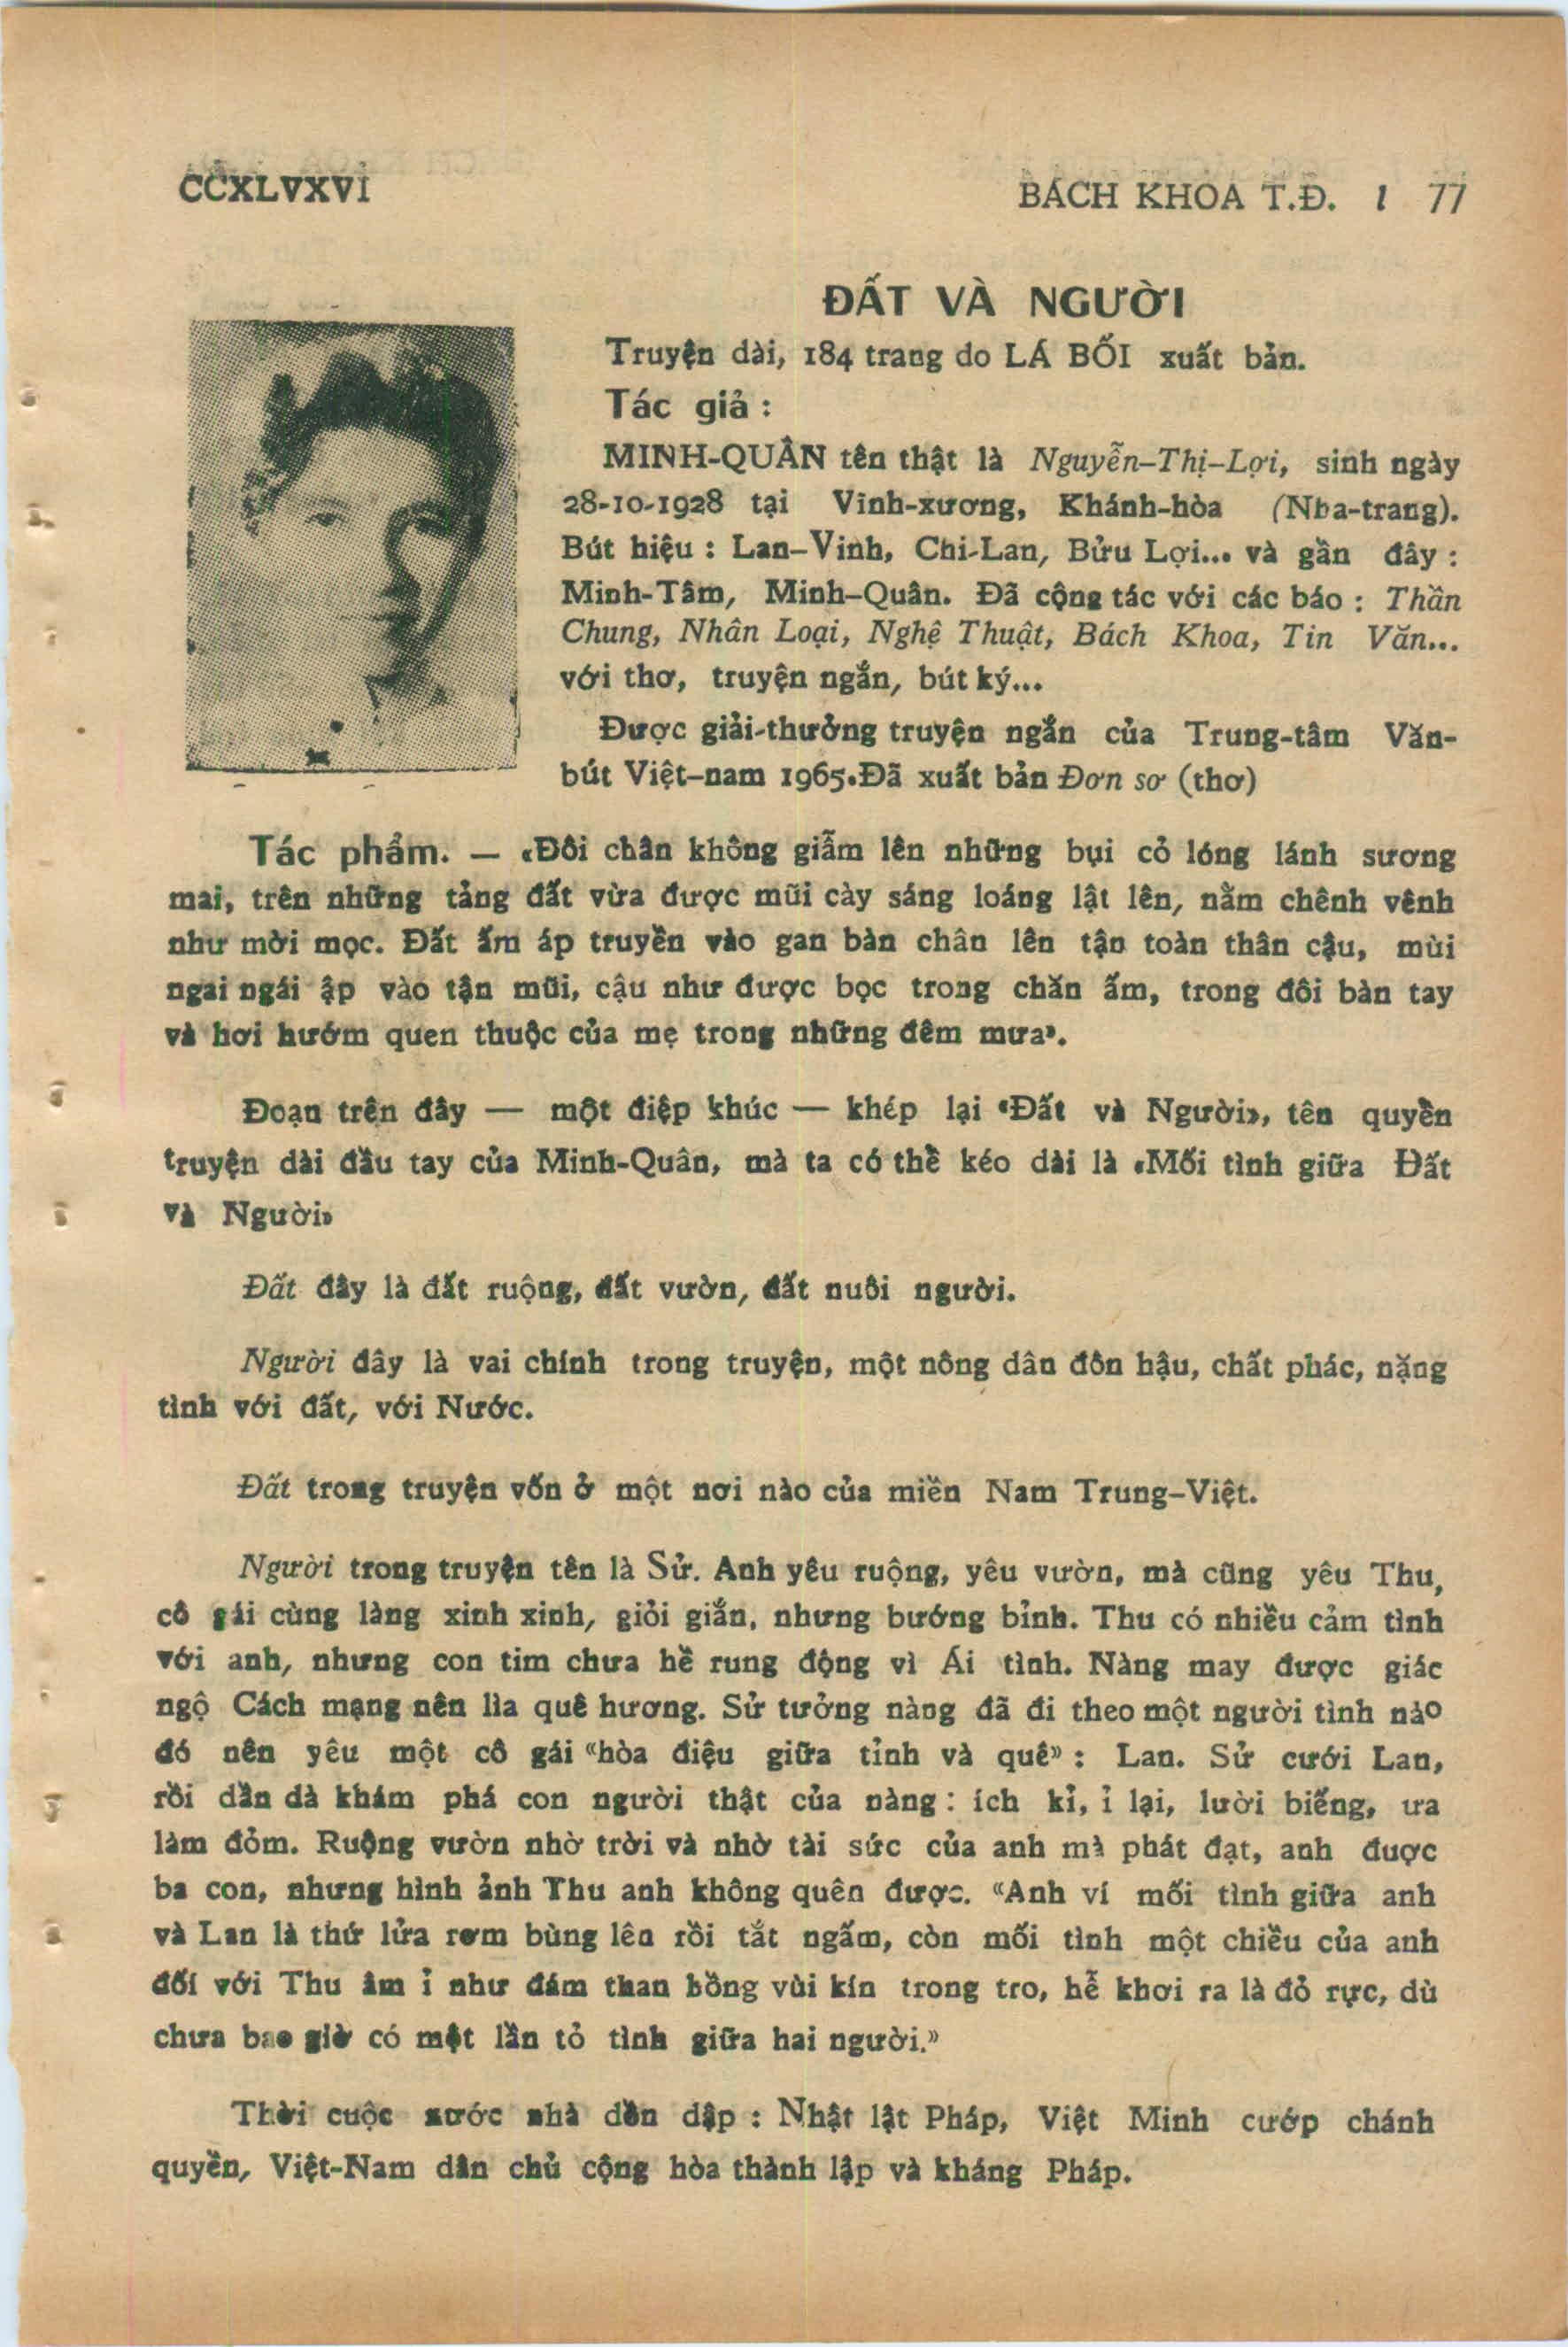 CCXLVXVI
BÁCH KHOA T.Đ. I 77
ĐẤT VÀ NGƯỜI
Truyện dài, 184 trang do LÁ BỐI xuất bản.
Tác giả :
MINH-QUÂN tên thật là Nguyễn-Thị-Lợi, sinh ngày
28-10-1928 tại Vĩnh-xương, Khánh-hòa (Nha-trang).
Bút hiệu : Lan-Vinh, Chi-Lan, Bửu Lợi... và gần đây :
Minh-Tâm, Minh-Quân. Đã cộng tác với các báo : Thần
Chung, Nhân Loại, Nghệ Thuật, Bách Khoa, Tin Văn...
với thơ, truyện ngắn, bút ký...
Được giải-thưởng truyện ngắn của Trung-tâm Văn-
bút Việt-nam 1965.Đã xuất bản Đơn sơ (thơ)
Tác phẩm. — «Đôi chân không giẫm lên những bụi cỏ lóng lánh sương
mai, trên những tảng đất vừa được mũi cày sáng loáng lật lên, nằm chênh vênh
như mời mọc. Đất ấm áp truyền vào gan bàn chân lên tận toàn thân cậu, mùi
ngai ngái ập vào tận mũi, cậu như được bọc trong chăn ấm, trong đôi bàn tay
và hơi hướm quen thuộc của mẹ trong những đêm mưa».
Đoạn trên đây — một điệp khúc — khép lại «Đất và Người», tên quyển
truyện dài đầu tay của Minh-Quân, mà ta có thể kéo dài là «Mối tình giữa Đất
và Người»
Đất đây là đất ruộng, đất vườn, đất nuôi người.
Người đây là vai chính trong truyện, một nông dân đôn hậu, chất phác, nặng
tình với đất, với Nước.
Đất trong truyện vốn ở một nơi nào của miền Nam Trung-Việt.
Người trong truyện tên là Sử. Anh yêu ruộng, yêu vườn, mà cũng yêu Thu,
cô gái cùng làng xinh xinh, giỏi giắn, nhưng bướng bỉnh. Thu có nhiều cảm tình
với anh, nhưng con tim chưa hề rung động vì Ái tình. Nàng may được giác
ngộ Cách mạng nên lìa quê hương. Sử tưởng nàng đã đi theo một người tình nào
đó nên yêu một cô gái «hòa điệu giữa tỉnh và quê» : Lan. Sử cưới Lan,
rồi dần dà khám phá con người thật của nàng : ích kỉ, ỉ lại, lười biếng, ưa
làm đỏm. Ruộng vườn nhờ trời và nhờ tài sức của anh mà phát đạt, anh đuợc
ba con, nhưng hình ảnh Thu anh không quên được. «Anh ví mối tình giữa anh
và Lan là thứ lửa rơm bùng lên rồi tắt ngấm, còn mối tình một chiều của anh
đối với Thu âm ỉ như đám than hồng vùi kín trong tro, hễ khơi ra là đỏ rực, dù
chưa bao giờ có một lần tỏ tình giữa hai người.»
Thời cuộc nước nhà dồn dập : Nhật lật Pháp, Việt Minh cướp chánh
quyền, Việt-Nam dân chủ cộng hòa thành lập và kháng Pháp.